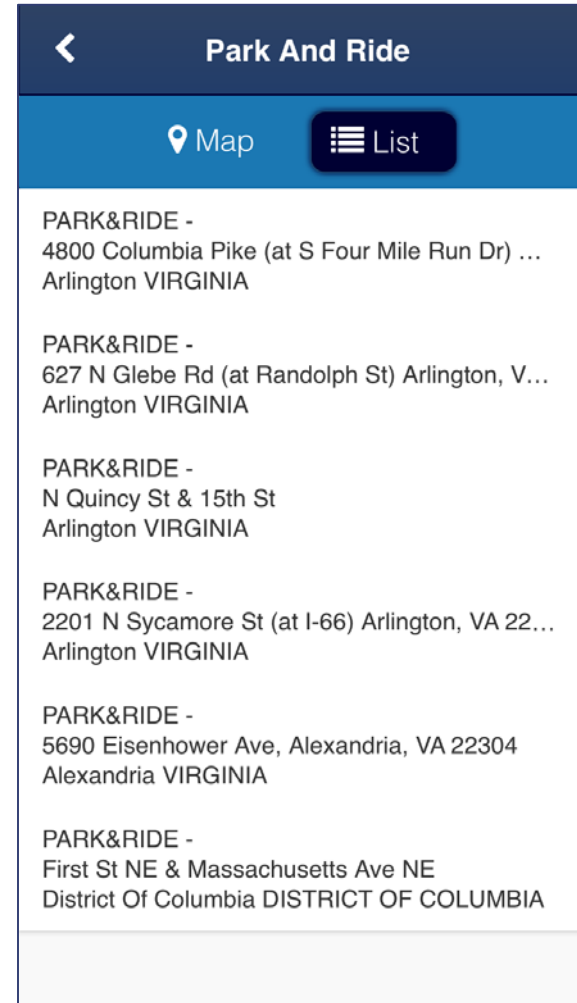 Park And Ride
Map List
PARK&RIDE -
4800 Columbia Pike (at S Four Mile Run Dr) ...
Arlington VIRGINIA
PARK&RIDE -
627 N Glebe Rd (at Randolph St) Arlington, V...
Arlington VIRGINIA
PARK&RIDE -
N Quincy St & 15th St
Arlington VIRGINIA
PARK&RIDE -
2201 N Sycamore St (at I-66) Arlington, VA 22...
Arlington VIRGINIA
PARK&RIDE -
5690 Eisenhower Ave, Alexandria, VA 22304
Alexandria VIRGINIA
PARK&RIDE -
First St NE & Massachusetts Ave NE
District Of Columbia DISTRICT OF COLUMBIA